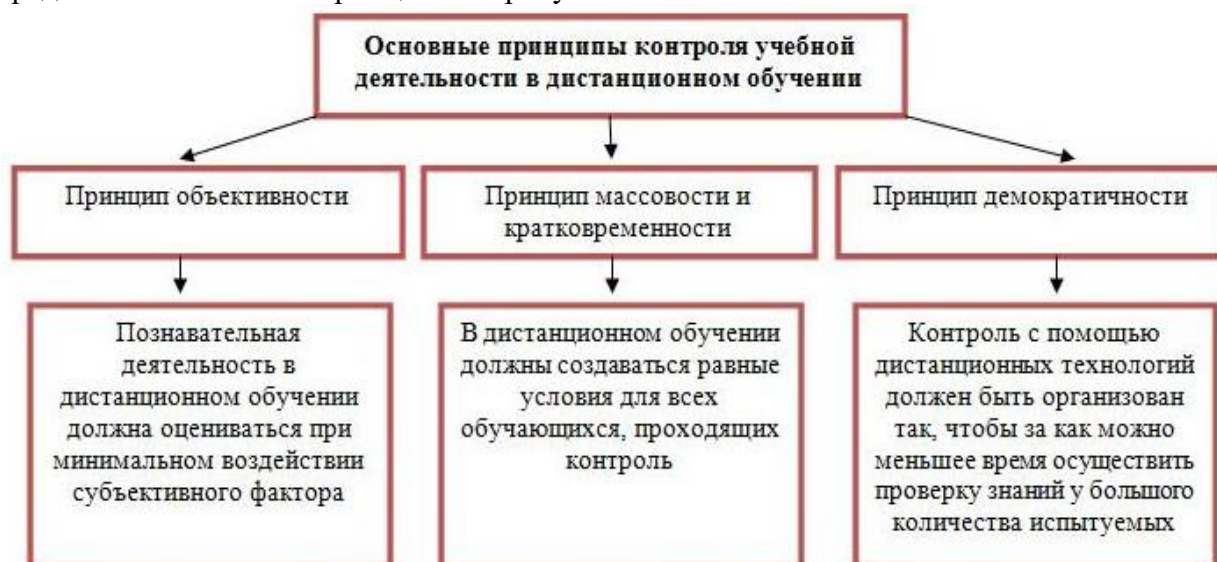 Основные принципы контроля учебной
деятельности в дистанционном обучении
Принцип объективности
Принцип массовости и
кратковременности
Принцип демократичности
Познавательная
деятельность в
дистанционном обучении
должна оцениваться при
минимальном воздействии
субъективного фактора
В дистанционном обучении
должны создаваться равные
условия для всех
обучающихся, проходящих
контроль
Контроль с помощью
дистанционных технологий
должен быть организован
так, чтобы за как можно
меньшее время осуществить
проверку знаний у большого
количества испытуемых